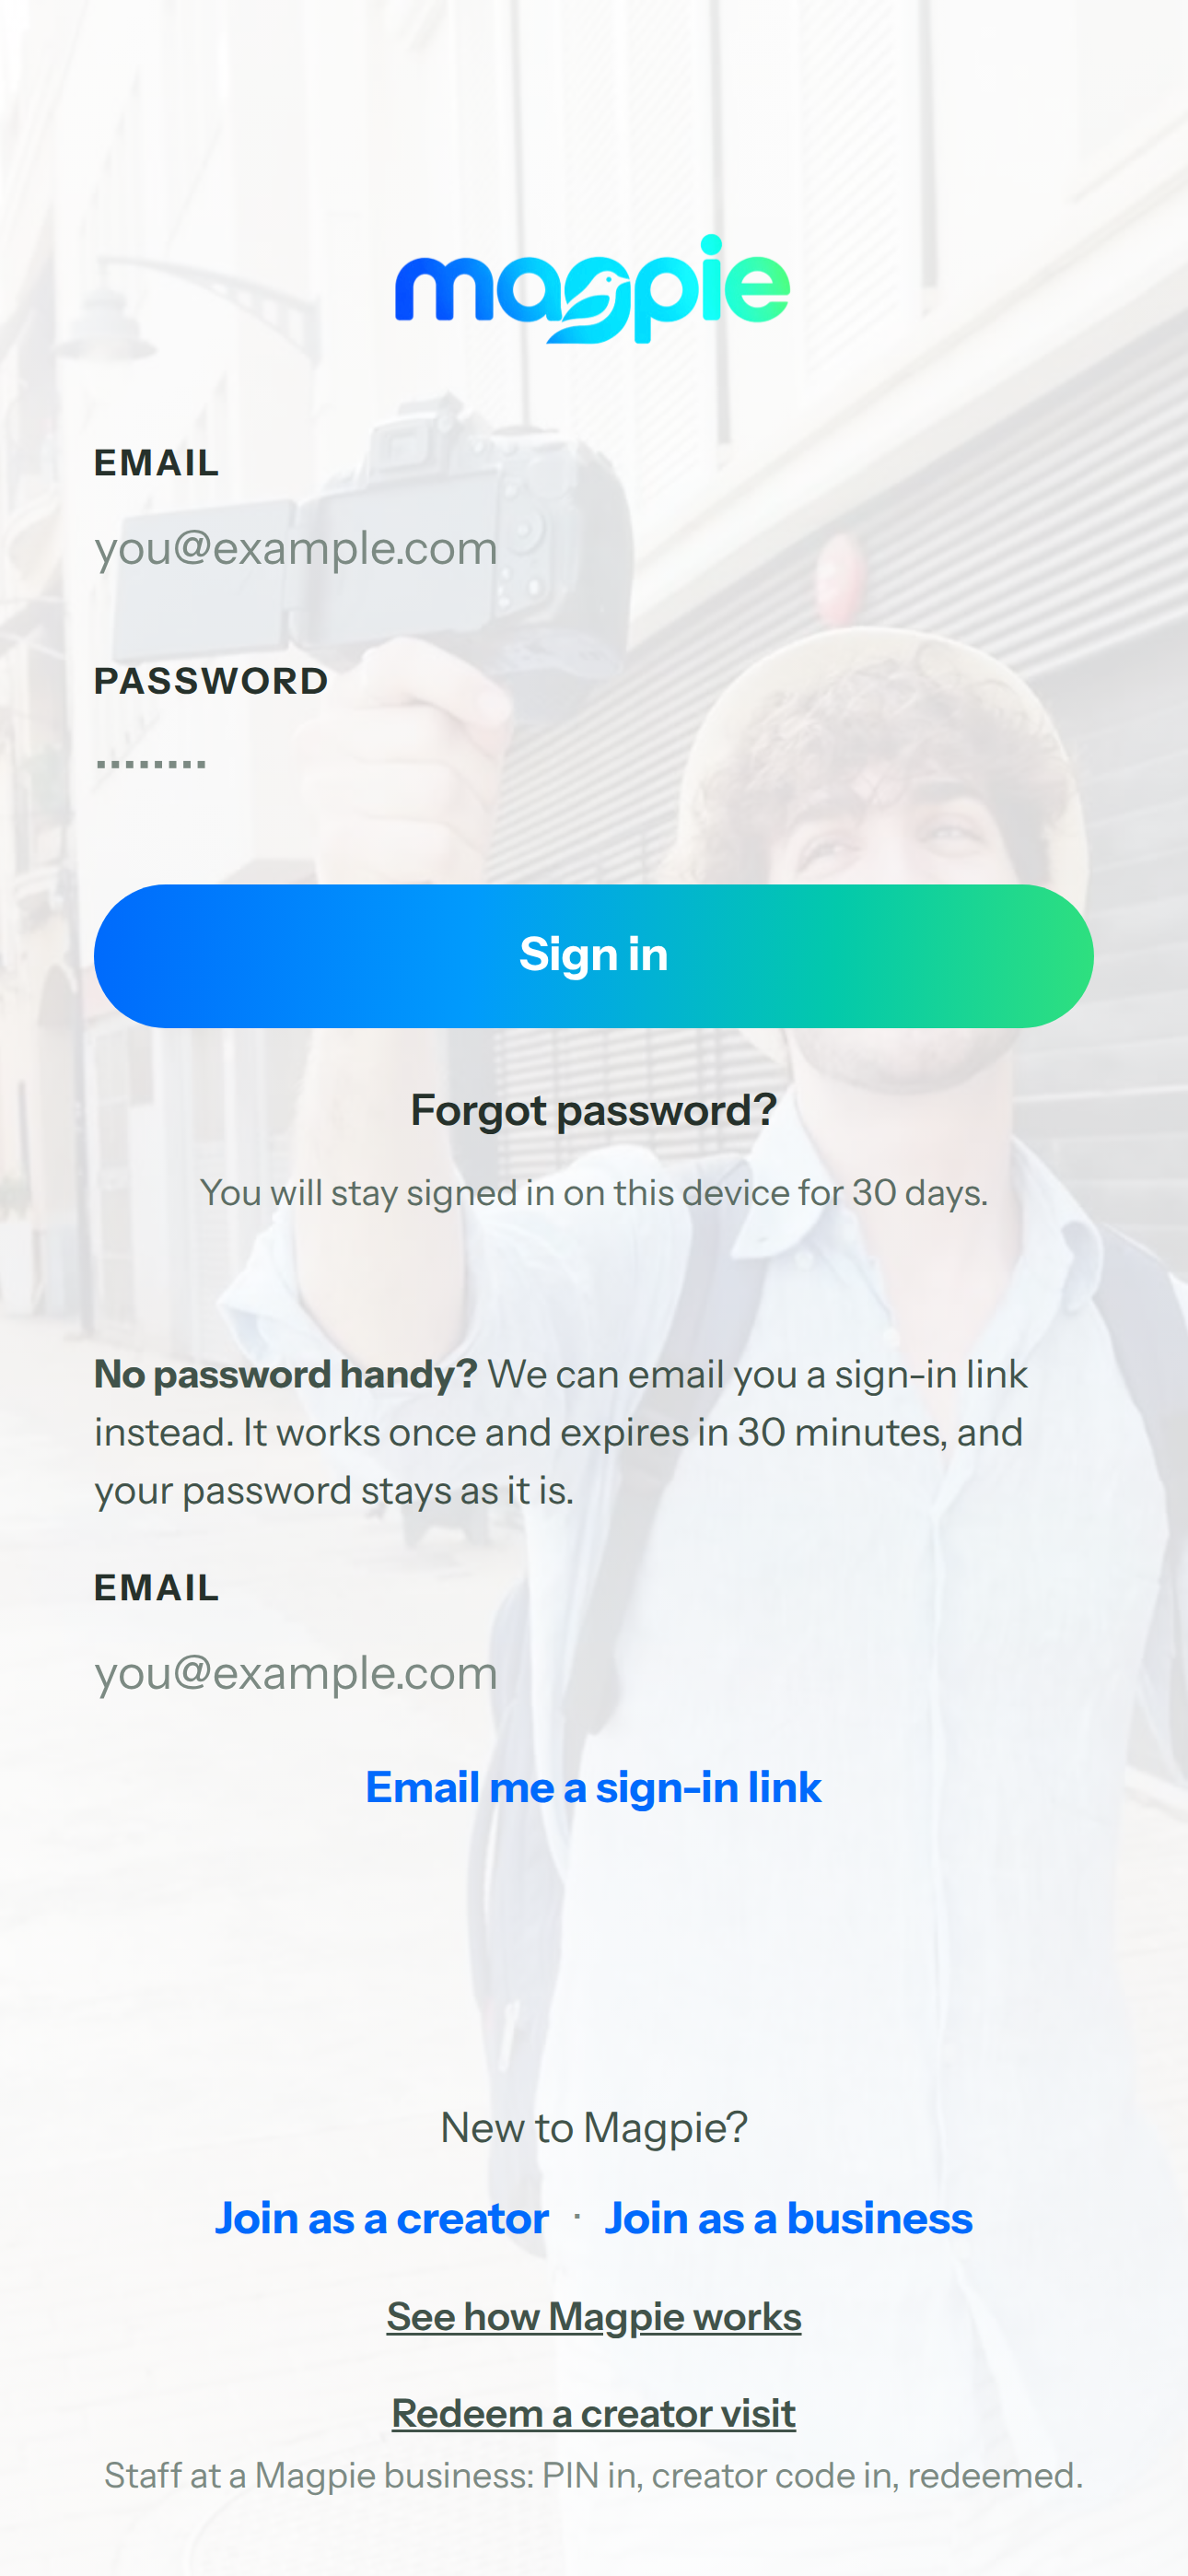 magpie
EMAIL
you@example.com
PASSWORD
........
Sign in
Forgot password?
You will stay signed in on this device for 30 days.
No password handy? We can email you a sign-in link
instead. It works once and expires in 30 minutes, and
your password stays as it is.
EMAIL
you@example.com
Email me a sign-in link
New to Magpie?
Join as a creator · Join as a business
See how Magpie works
Redeem a creator visit
Staff at a Magpie business: PIN in, creator code in, redeemed.